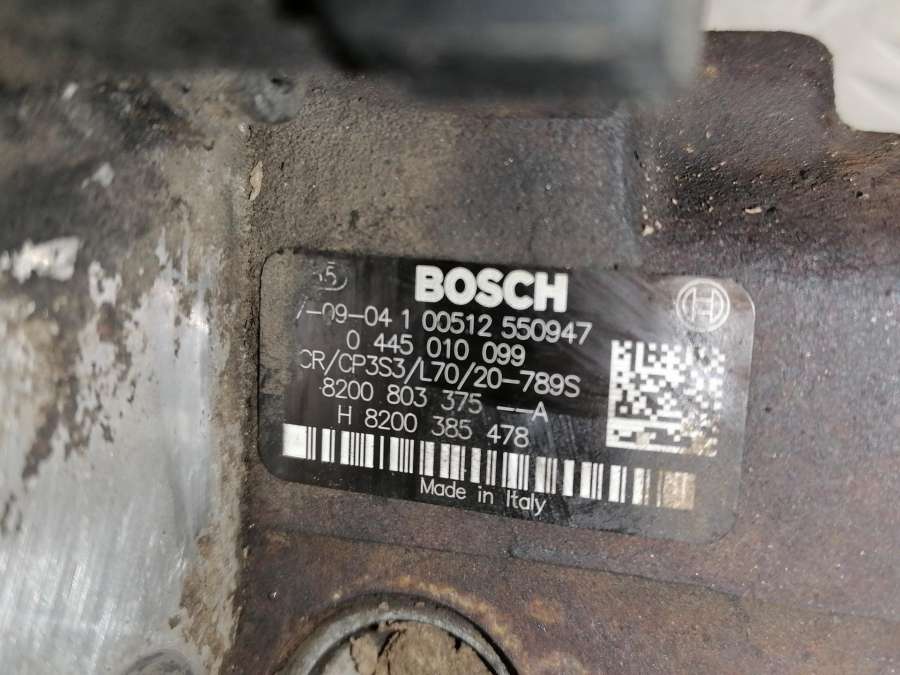 BOSCH
-09-04 1 00512 550947
0 445 010 099
CR/CP3S3/L70/20-789S
8200 803 375 --A
H 8200 385 478
Made in Italy